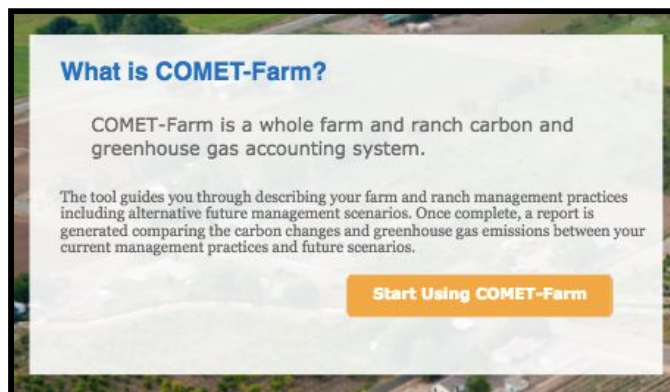 What is COMET-Farm?
COMET-Farm is a whole farm and ranch carbon and
greenhouse gas accounting system.
The tool guides you through describing your farm and ranch management practices
including alternative future management scenarios. Once complete, a report is
generated comparing the carbon changes and greenhouse gas emissions between your
current management practices and future scenarios.
Start Using COMET-Farm